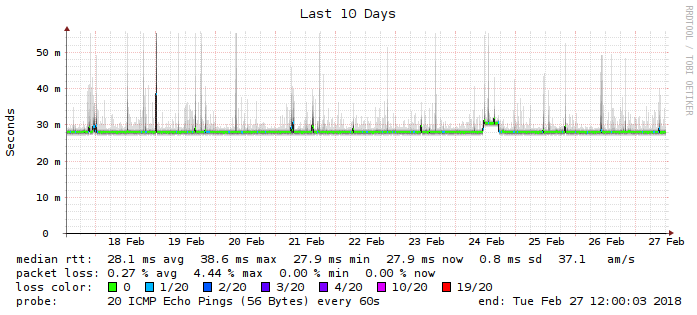 Last 10 Days
RRDTOOL / TOBI OETIKER
Seconds
50 m
40 m
30 m
20 m
10 m
0
18 Feb 19 Feb 20 Feb 21 Feb 22 Feb 23 Feb 24 Feb 25 Feb 26 Feb 27 Feb
median rtt: 28.1 ms avg 38.6 ms max 27.9 ms min 27.9 ms now 0.8 ms sd 37.1 am/s
packet loss: 0.27 % avg 4.44 % max 0.00 % min 0.00 % now
loss color: 0 1/20 2/20 3/20 4/20 10/20 19/20
probe: 20 ICMP Echo Pings (56 Bytes) every 60s end: Tue Feb 27 12:00:03 2018